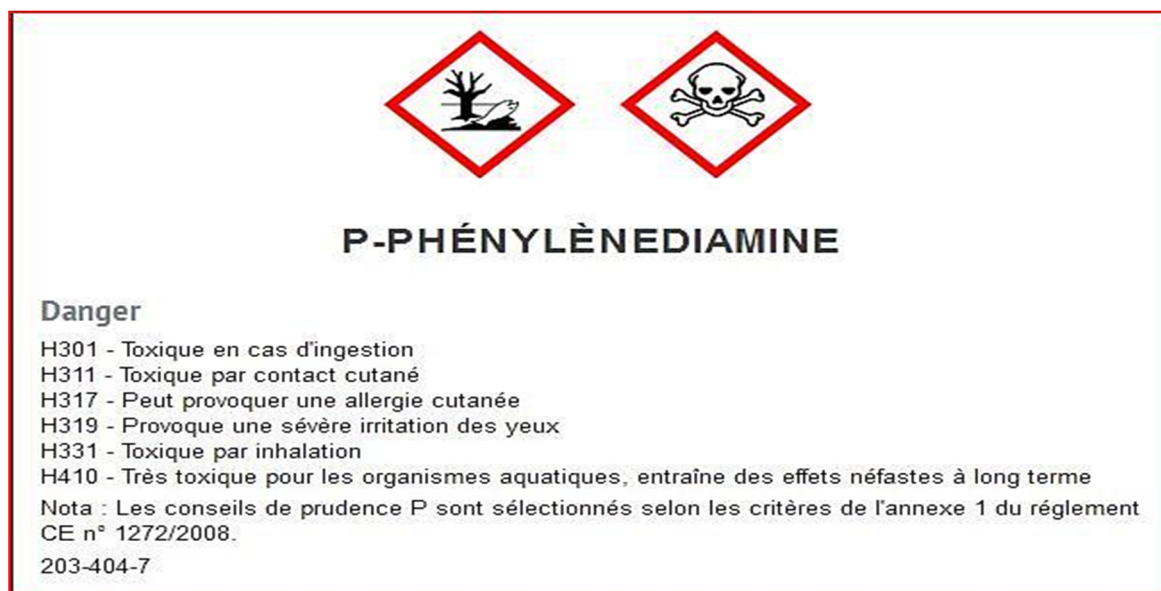 P-PHÉNYLÈNEDIAMINE
Danger
H301 - Toxique en cas d'ingestion
H311 - Toxique par contact cutané
H317 - Peut provoquer une allergie cutanée
H319 - Provoque une sévère irritation des yeux
H331 - Toxique par inhalation
H410 - Très toxique pour les organismes aquatiques, entraîne des effets néfastes à long terme
Nota : Les conseils de prudence P sont sélectionnés selon les critères de l'annexe 1 du réglement
CE n° 1272/2008.
203-404-7